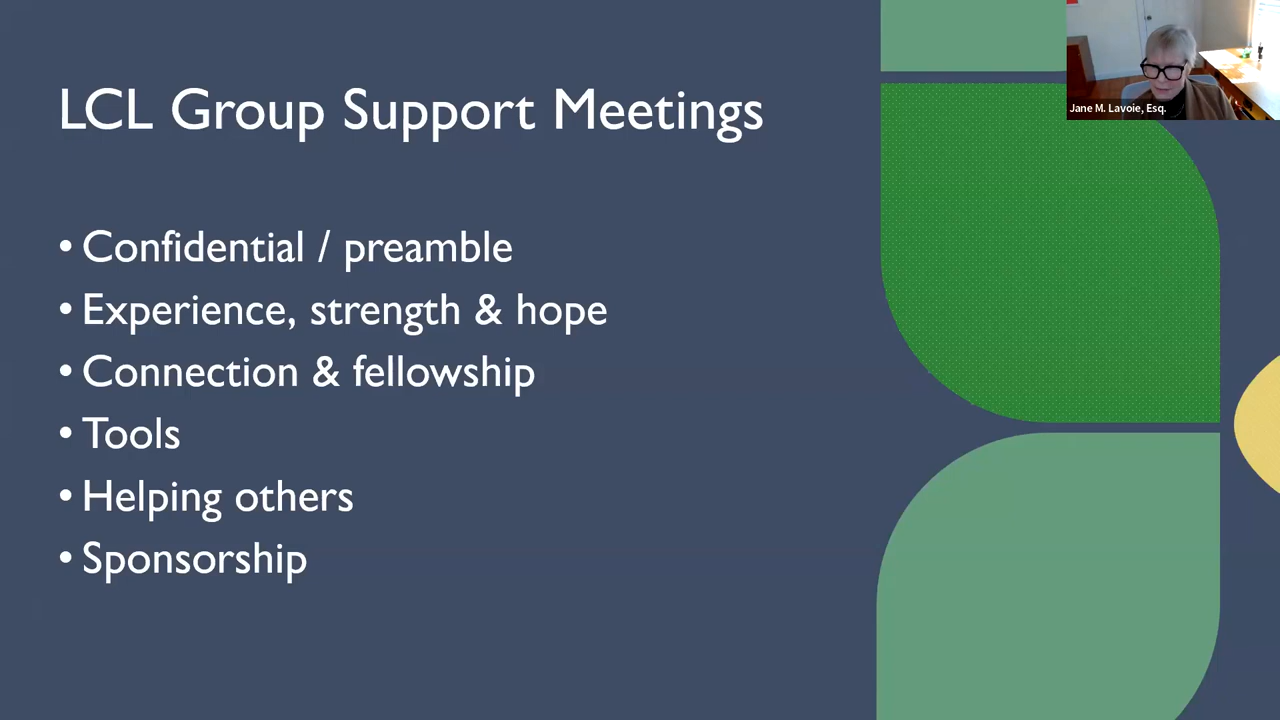 LCL Group Support Meetings
Jane M. Lavoie, Esq.
• Confidential / preamble
• Experience, strength & hope
• Connection & fellowship
• Tools
• Helping others
• Sponsorship